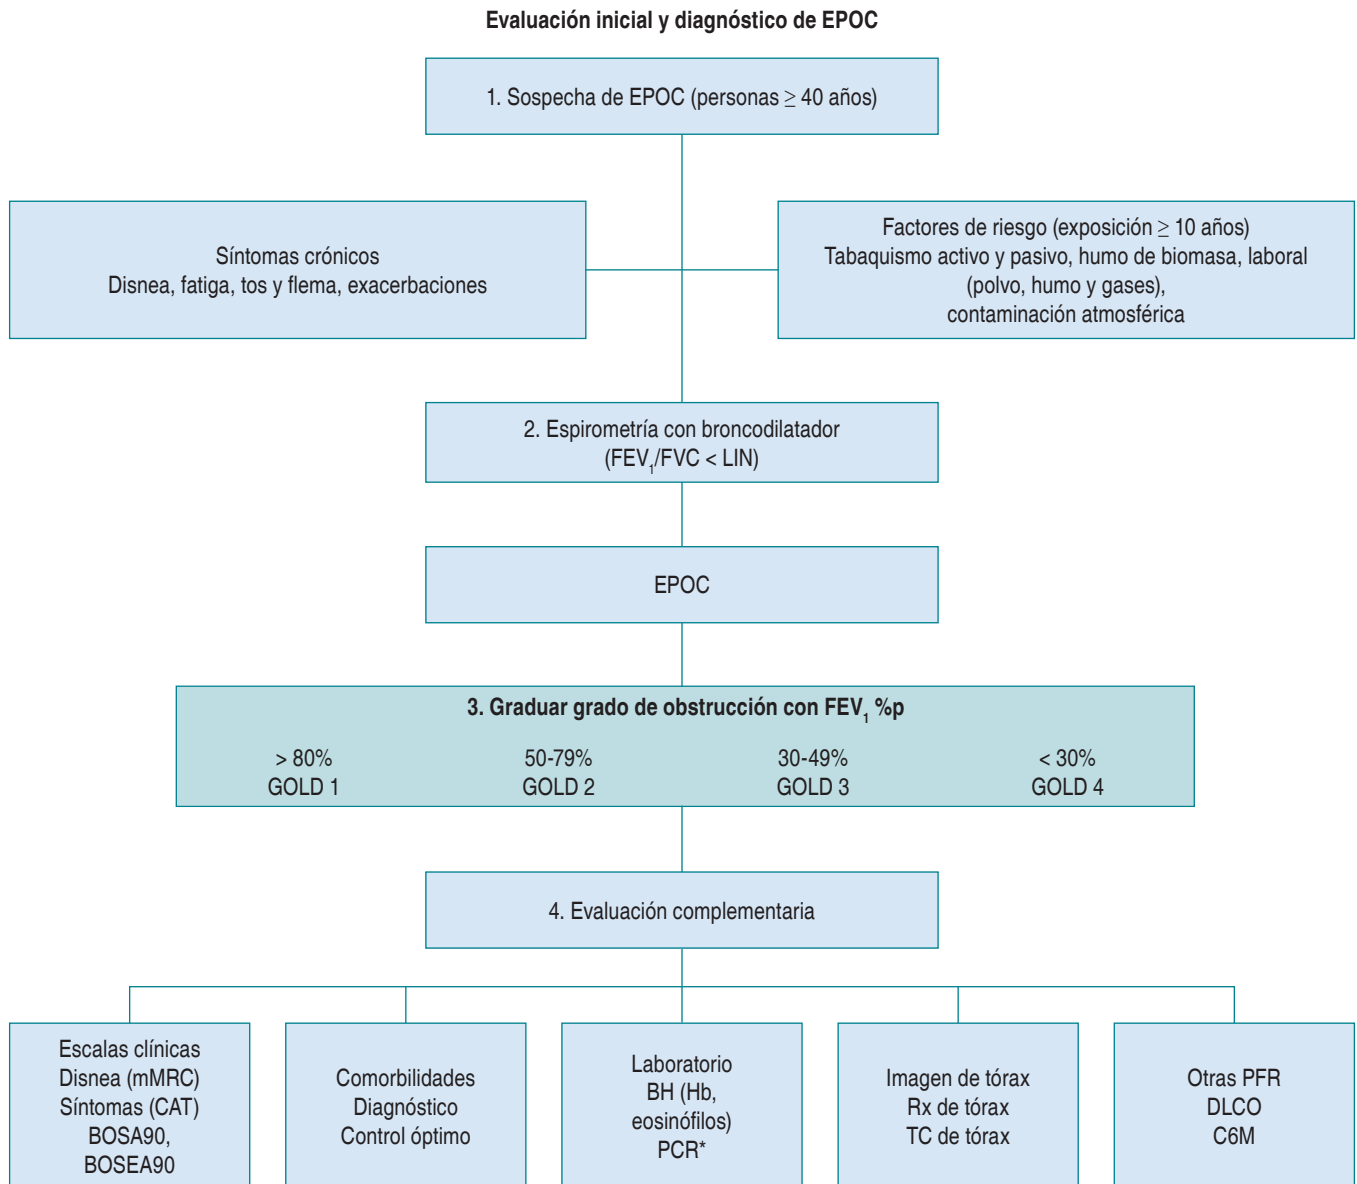 Evaluación inicial y diagnóstico de EPOC
1. Sospecha de EPOC (personas ≥ 40 años)
Síntomas crónicos
Disnea, fatiga, tos y flema, exacerbaciones
Factores de riesgo (exposición ≥ 10 años)
Tabaquismo activo y pasivo, humo de biomasa, laboral
(polvo, humo y gases),
contaminación atmosférica
2. Espirometría con broncodilatador
(FEV₁/FVC < LIN)
EPOC
3. Graduar grado de obstrucción con FEV₁ %p
> 80% 50-79% 30-49% < 30%
GOLD 1 GOLD 2 GOLD 3 GOLD 4
4. Evaluación complementaria
Escalas clínicas
Disnea (mMRC)
Síntomas (CAT)
BOSA90,
BOSEA90
Comorbilidades
Diagnóstico
Control óptimo
Laboratorio
BH (Hb,
eosinófilos)
PCR*
Imagen de tórax
Rx de tórax
TC de tórax
Otras PFR
DLCO
C6M